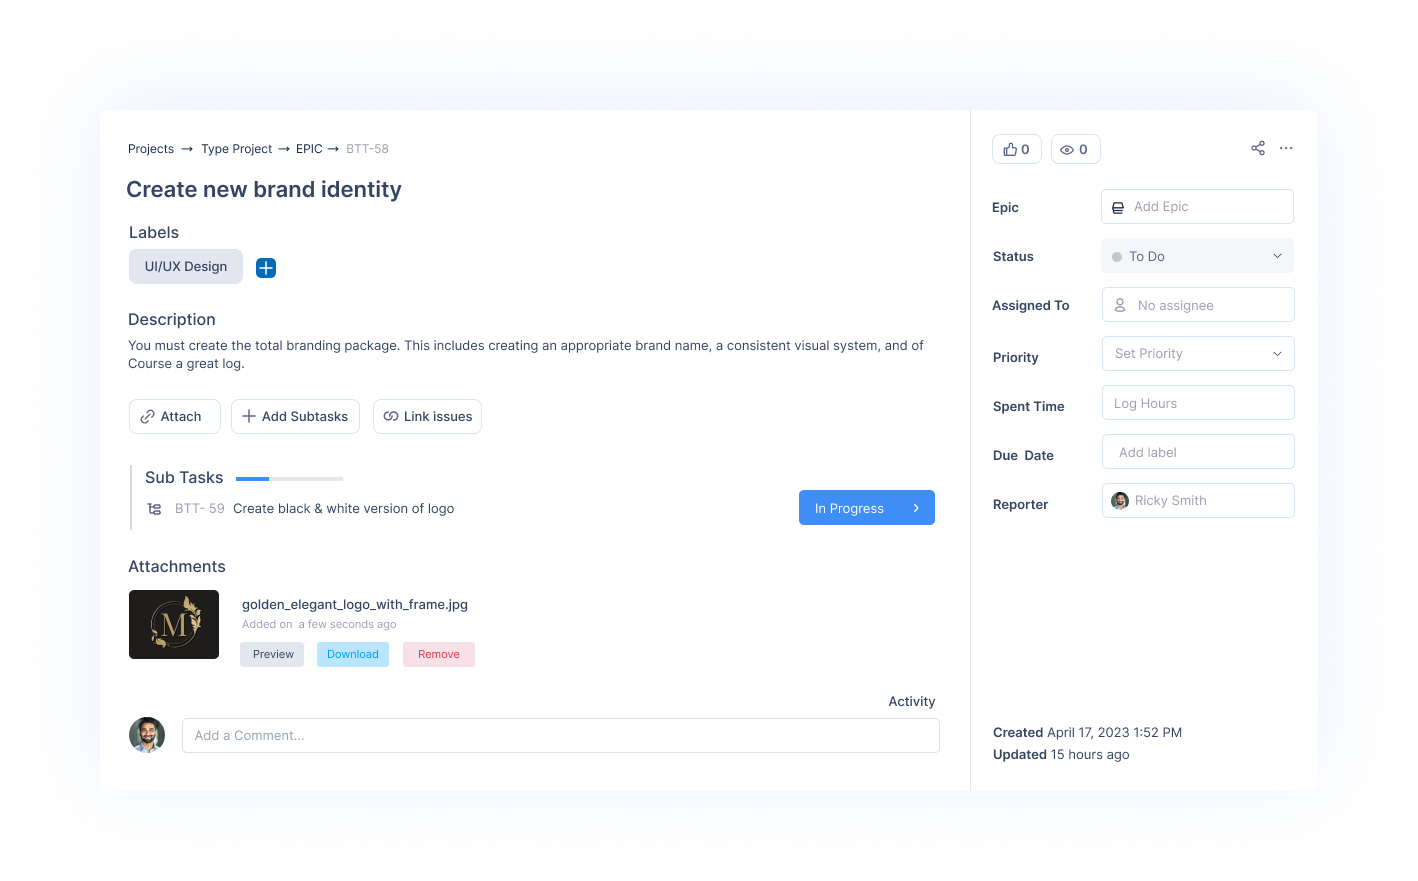 Projects → Type Project → EPIC → BTT-58
Create new brand identity
Labels
UI/UX Design
Description
You must create the total branding package. This includes creating an appropriate brand name, a consistent visual system, and of
Course a great log.
Attach
Add Subtasks
Link issues
Sub Tasks
BTT- 59 Create black & white version of logo
In Progress
Attachments
M
golden_elegant_logo_with_frame.jpg
Added on a few seconds ago
Preview
Download
Remove
Activity
Add a Comment...
0
0
Epic
Add Epic
Status
To Do
Assigned To
No assignee
Priority
Set Priority
Spent Time
Log Hours
Due Date
Add label
Reporter
Ricky Smith
Created April 17, 2023 1:52 PM
Updated 15 hours ago